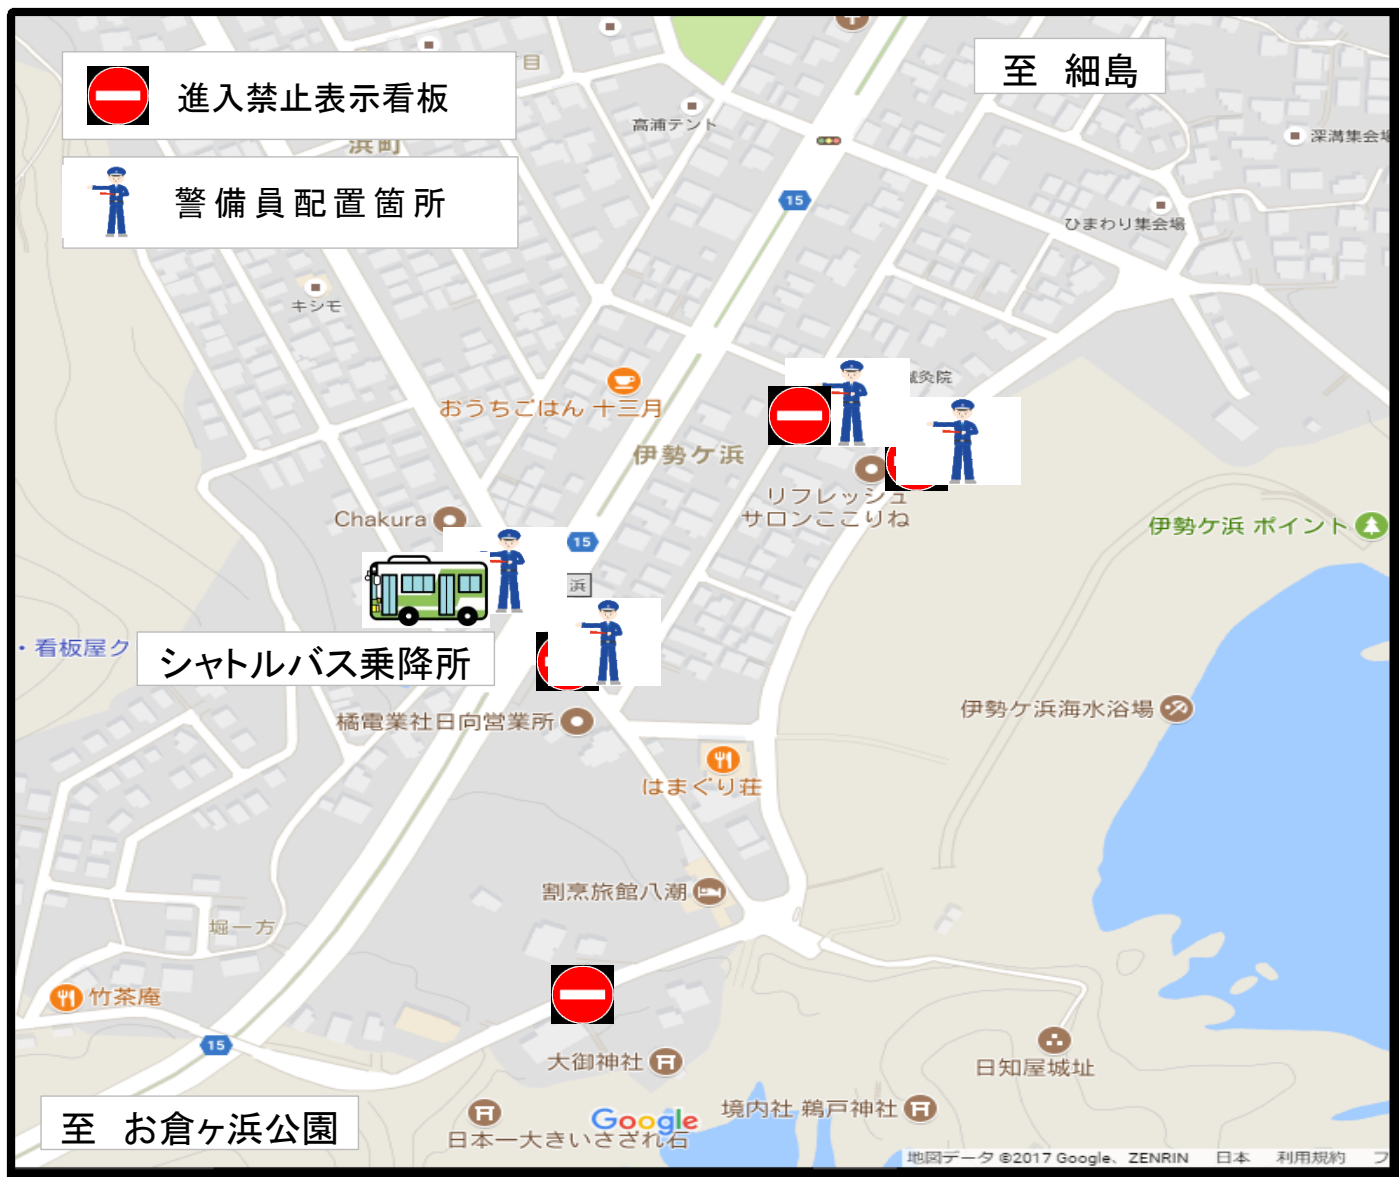 至　細島
進入禁止表示看板
高浦テント
深溝集会場
浜町
15
警備員配置箇所
ひまわり集会場
キシモ
鍼灸院
おうちごはん 十三月
伊勢ケ浜
リフレッシュ
サロンここりね
Chakura
伊勢ケ浜 ポイント
15
浜
・看板屋ク
シャトルバス乗降所
伊勢ケ浜海水浴場
橘電業社日向営業所
はまぐり荘
割烹旅館八潮
堀一方
竹茶庵
15
大御神社
日知屋城址
至　お倉ヶ浜公園
境内社 鵜戸神社
Google
日本一大きいさざれ石
地図データ ©2017 Google、ZENRIN　日本　利用規約　フ